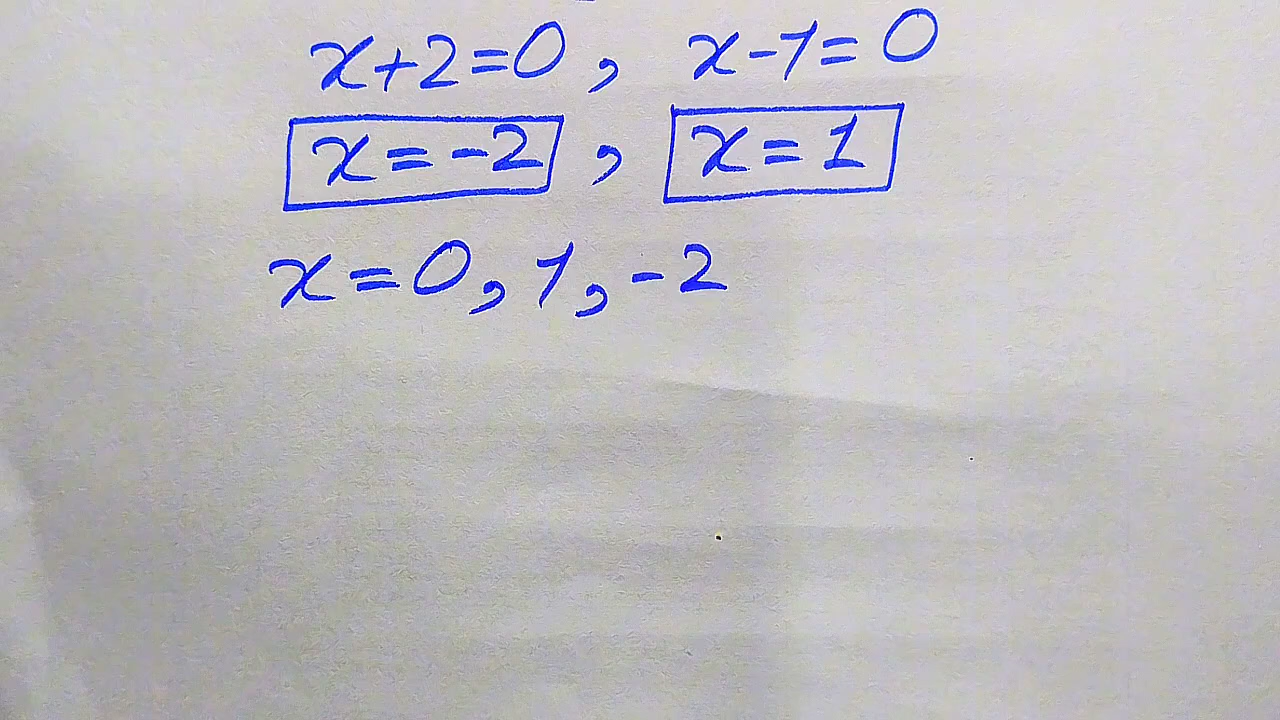 x+2=0, x-1=0
x=-2, x=1
x=0,1,-2